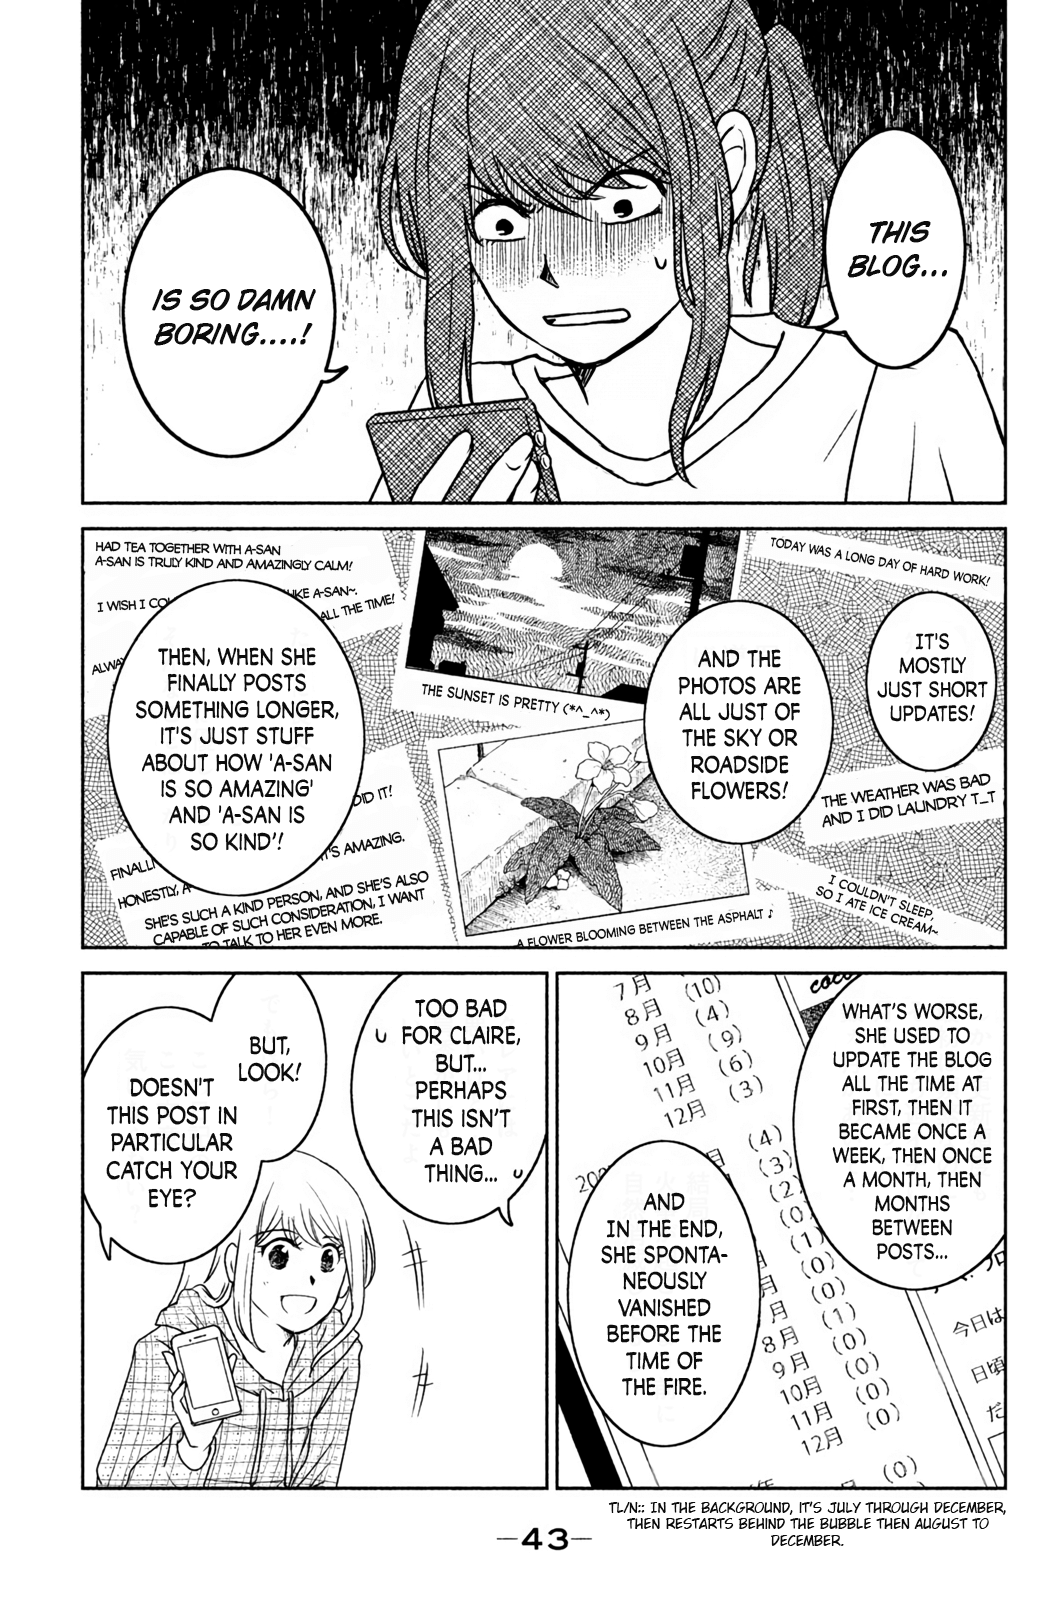 THIS
BLOG...
IS SO DAMN
BORING....!
TODAY WAS A LONG DAY OF HARD WORK!
IT'S
MOSTLY
JUST SHORT
UPDATES!
THE WEATHER WAS BAD
AND I DID LAUNDRY T_T
I COULDN'T SLEEP,
SO I ATE ICE CREAM~
AND THE
PHOTOS ARE
ALL JUST OF
THE SKY OR
ROADSIDE
FLOWERS!
THE SUNSET IS PRETTY (*^_^*)
A FLOWER BLOOMING BETWEEN THE ASPHALT ♪
HAD TEA TOGETHER WITH A-SAN
A-SAN IS TRULY KIND AND AMAZINGLY CALM!
I WISH I
A-SAN~.
ALL THE TIME!
THEN, WHEN SHE
FINALLY POSTS
SOMETHING LONGER,
IT'S JUST STUFF
ABOUT HOW 'A-SAN
IS SO AMAZING'
AND 'A-SAN IS
SO KIND'!
DID IT!
AMAZING.
HONESTLY,
SHE'S SUCH A KIND PERSON, AND SHE'S ALSO
CAPABLE OF SUCH CONSIDERATION, I WANT
TO TALK TO HER EVEN MORE.
WHAT'S WORSE,
SHE USED TO
UPDATE THE BLOG
ALL THE TIME AT
FIRST, THEN IT
BECAME ONCE A
WEEK, THEN ONCE
A MONTH, THEN
MONTHS
BETWEEN
POSTS...
7月 (10)
8月 (4)
9月 (9)
10月 (6)
11月 (3)
12月
(4)
(3)
(2)
(0)
(1)
(0)
(0)
月 (1)
8月 (0)
9月 (0)
10月 (0)
11月 (0)
12月
(0)
今日は
日頃
だ
AND
IN THE END,
SHE SPONTA-
NEOUSLY
VANISHED
BEFORE THE
TIME OF
THE FIRE.
TOO BAD
FOR CLAIRE,
BUT...
PERHAPS
THIS ISN'T
A BAD
THING...
BUT,
LOOK!
DOESN'T
THIS POST IN
PARTICULAR
CATCH YOUR
EYE?
TL/N:: IN THE BACKGROUND, IT'S JULY THROUGH DECEMBER,
THEN RESTARTS BEHIND THE BUBBLE THEN AUGUST TO
DECEMBER.
—43—